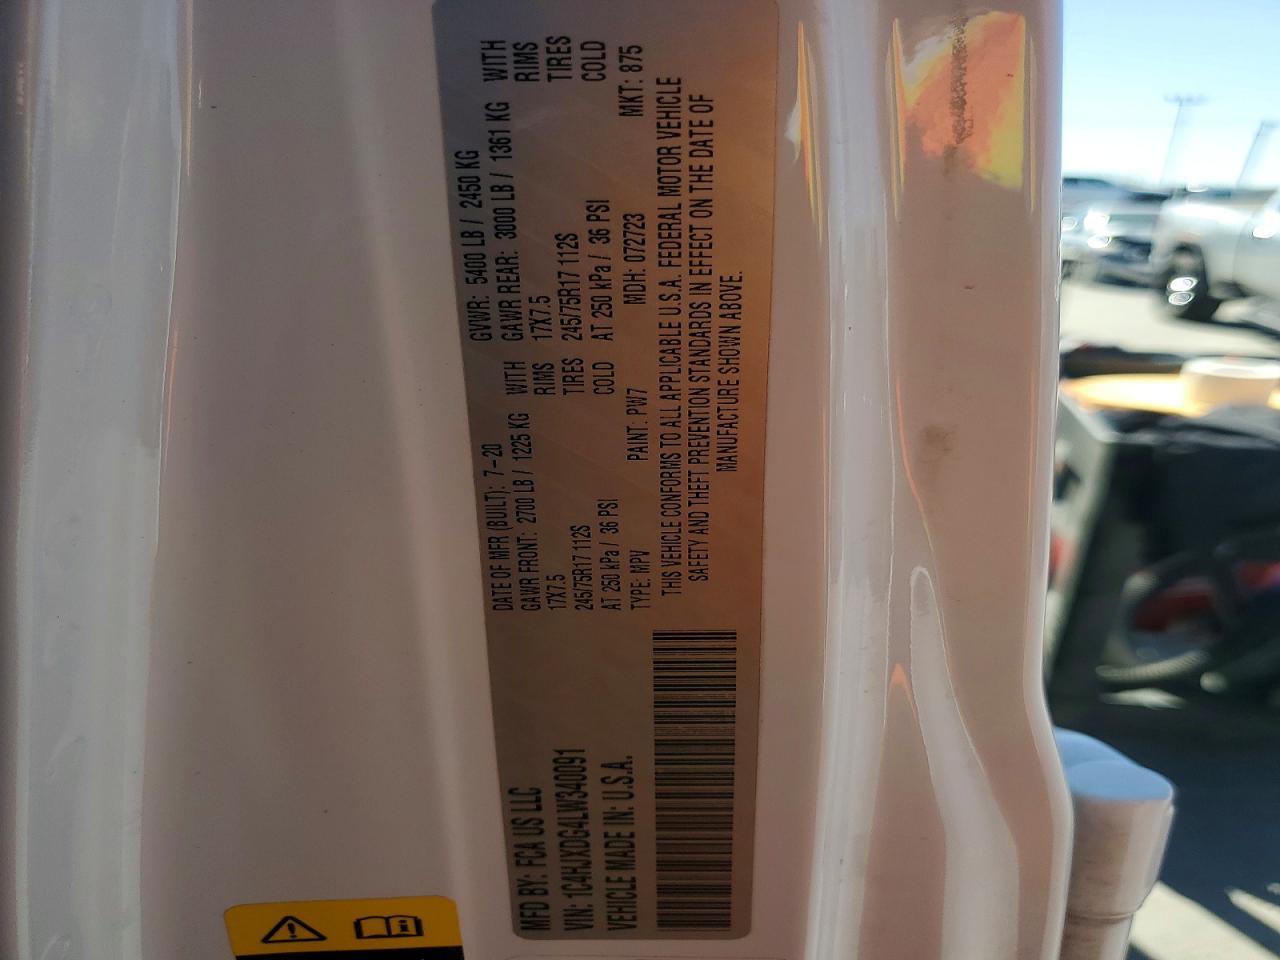 MFD BY: FCA US LLC
VIN: 1C4HJXDG4LW340091
VEHICLE MADE IN: U.S.A.
DATE OF MFR (BUILT): 7-20 GVWR: 5400 LB / 2450 KG
GAWR FRONT: 2700 LB / 1225 KG WITH GAWR REAR: 3000 LB / 1361 KG WITH
17X7.5 RIMS 17X7.5 RIMS
245/75R17 112S TIRES 245/75R17 112S TIRES
AT 250 kPa / 36 PSI COLD AT 250 kPa / 36 PSI COLD
TYPE: MPV PAINT: PW7 MDH: 072723 MKT: 875
THIS VEHICLE CONFORMS TO ALL APPLICABLE U.S.A. FEDERAL MOTOR VEHICLE
SAFETY AND THEFT PREVENTION STANDARDS IN EFFECT ON THE DATE OF
MANUFACTURE SHOWN ABOVE.